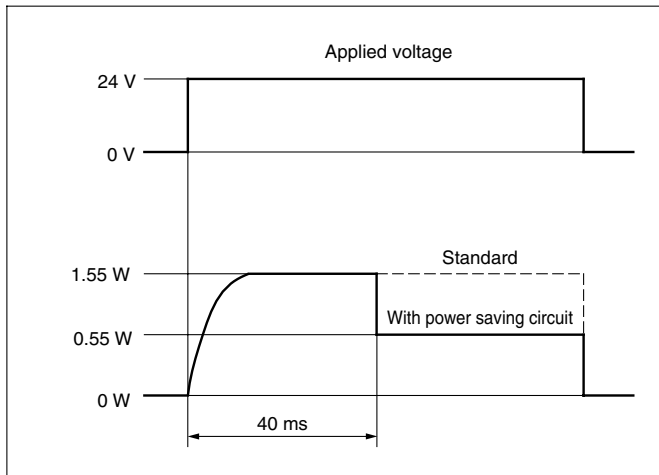 Applied voltage
24 V
0 V
Standard
1.55 W
With power saving circuit
0.55 W
0 W
40 ms